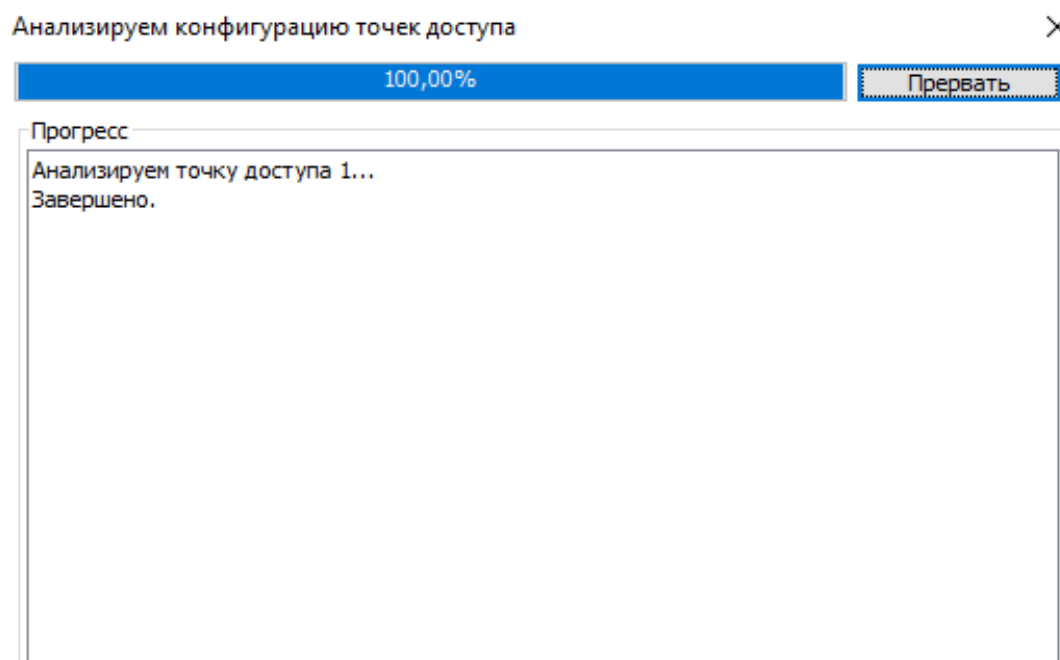 Анализируем конфигурацию точек доступа
100,00%
Прервать
Прогресс
Анализируем точку доступа 1...
Завершено.